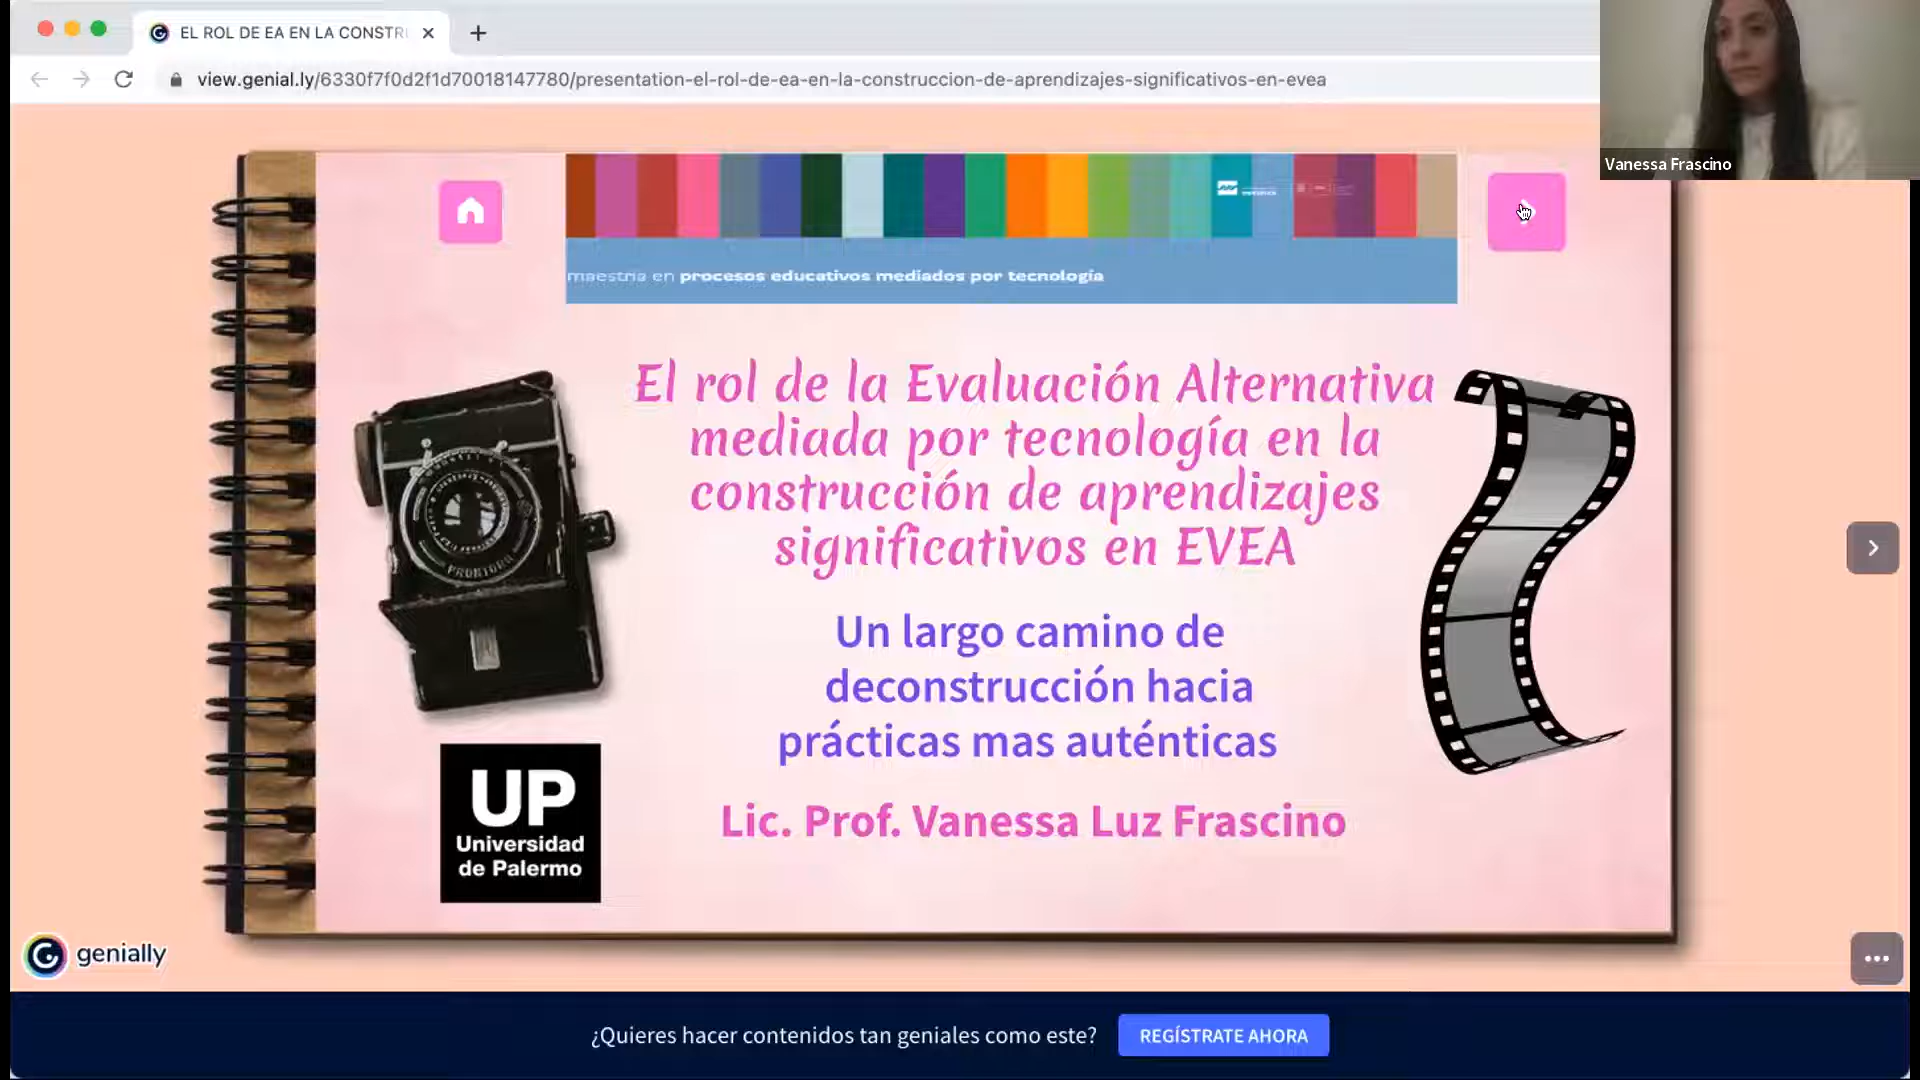 EL ROL DE EA EN LA CONSTR
view.genial.ly/6330f7f0d2f1d70018147780/presentation-el-rol-de-ea-en-la-construccion-de-aprendizajes-significativos-en-evea
Vanessa Frascino
maestria en procesos educativos mediados por tecnología
El rol de la Evaluación Alternativa
mediada por tecnología en la
construcción de aprendizajes
significativos en EVEA
Un largo camino de
deconstrucción hacia
prácticas mas auténticas
Lic. Prof. Vanessa Luz Frascino
PRONTOR
UP
Universidad
de Palermo
genially
¿Quieres hacer contenidos tan geniales como este?
REGÍSTRATE AHORA